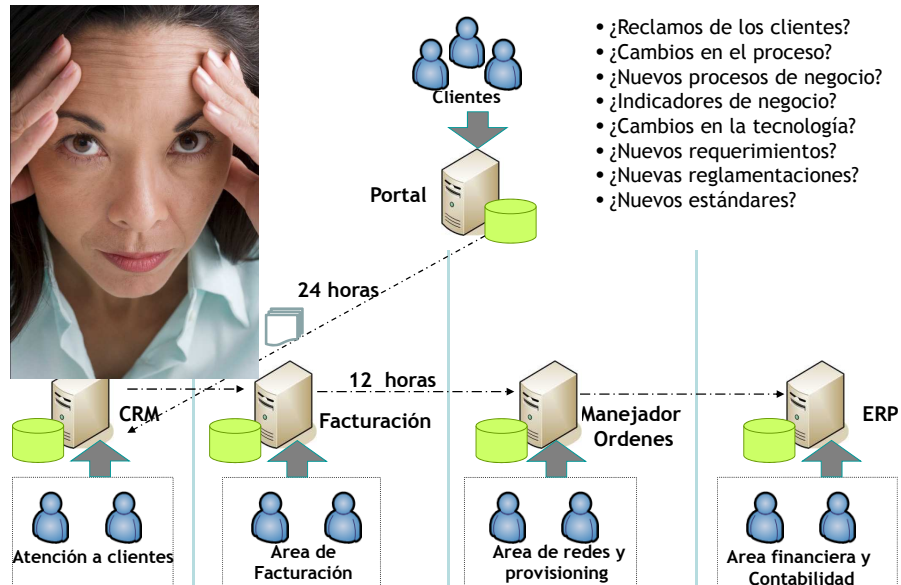 • ¿Reclamos de los clientes?
• ¿Cambios en el proceso?
• ¿Nuevos procesos de negocio?
• ¿Indicadores de negocio?
• ¿Cambios en la tecnología?
• ¿Nuevos requerimientos?
• ¿Nuevas reglamentaciones?
• ¿Nuevos estándares?
Clientes
Portal
24 horas
12 horas
CRM
Facturación
Manejador
Ordenes
ERP
Atención a clientes
Area de
Facturación
Area de redes y
provisioning
Area financiera y
Contabilidad